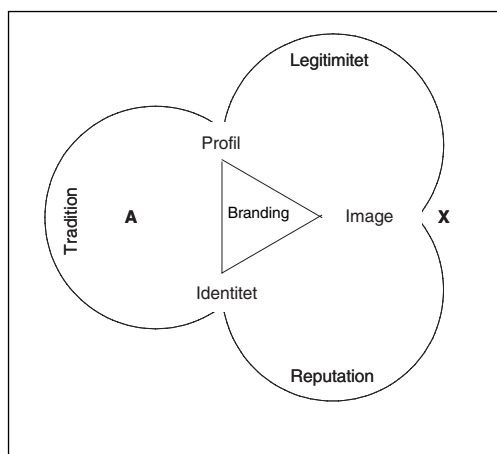 Legitimitet
Profil
Tradition
A
Branding
Image
X
Identitet
Reputation